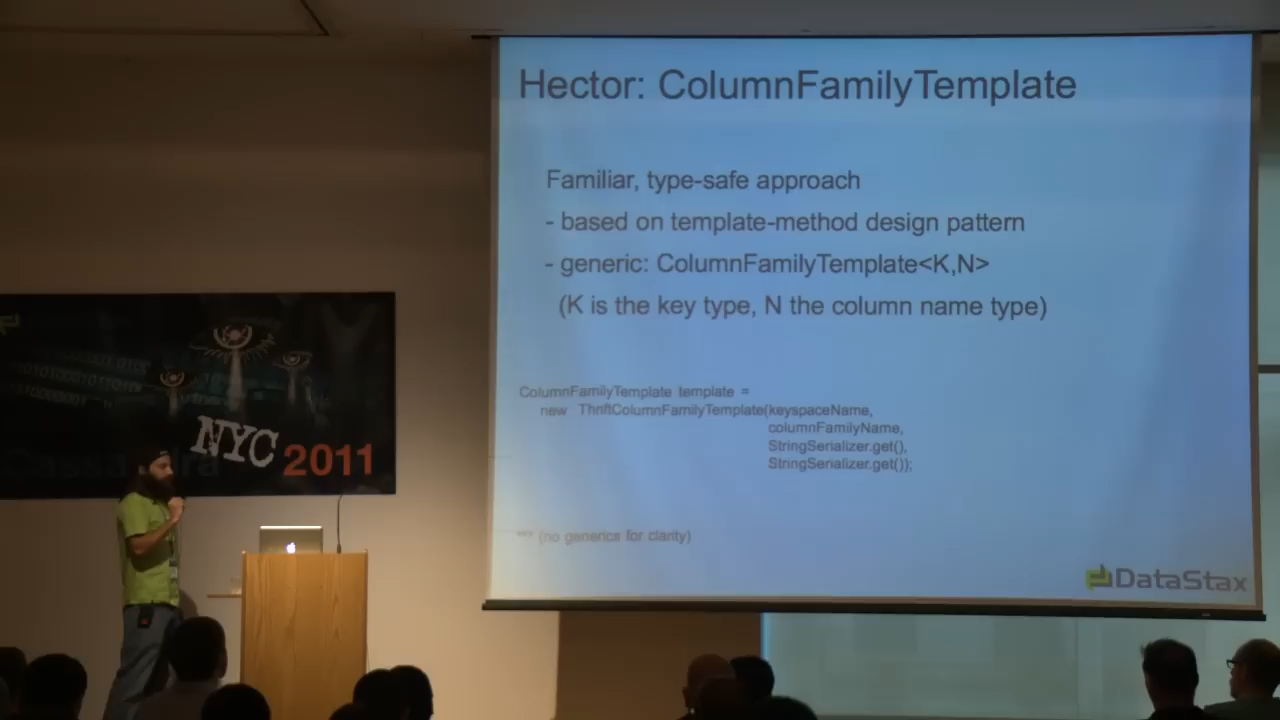 Hector: ColumnFamilyTemplate
Familiar, type-safe approach
- based on template-method design pattern
- generic: ColumnFamilyTemplate<K,N>
(K is the key type, N the column name type)
ColumnFamilyTemplate template =
new ThriftColumnFamilyTemplate(keyspaceName,
columnFamilyName,
StringSerializer.get(),
StringSerializer.get());
*** (no generics for clarity)
DataStax
NYC 2011